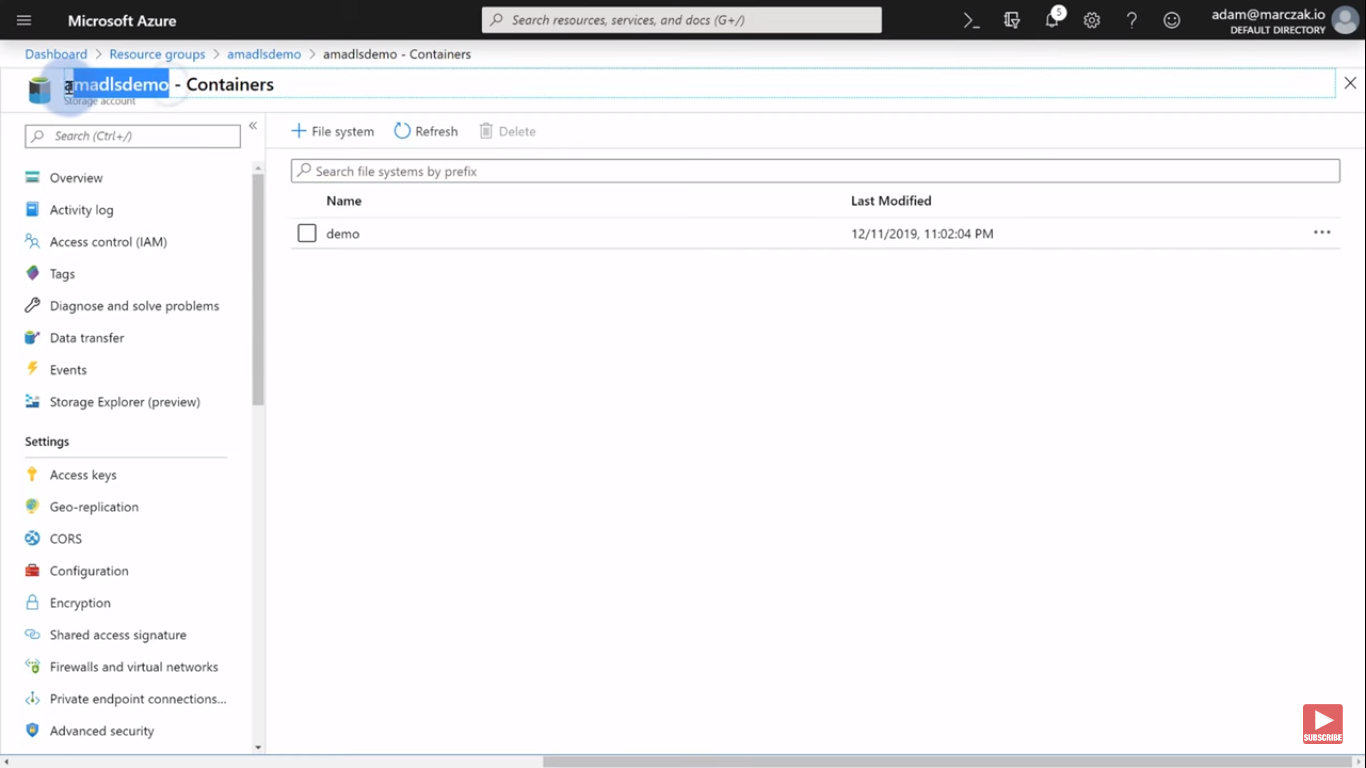 Microsoft Azure
Search resources, services, and docs (G+/)
5
adam@marczak.io
DEFAULT DIRECTORY
Dashboard > Resource groups > amadlsdemo > amadlsdemo - Containers
amadlsdemo - Containers
Storage account
Search (Ctrl+/)
Overview
Activity log
Access control (IAM)
Tags
Diagnose and solve problems
Data transfer
Events
Storage Explorer (preview)
Settings
Access keys
Geo-replication
CORS
Configuration
Encryption
Shared access signature
Firewalls and virtual networks
Private endpoint connections...
Advanced security
File system Refresh Delete
Search file systems by prefix
Name Last Modified
demo 12/11/2019, 11:02:04 PM
SUBSCRIBE